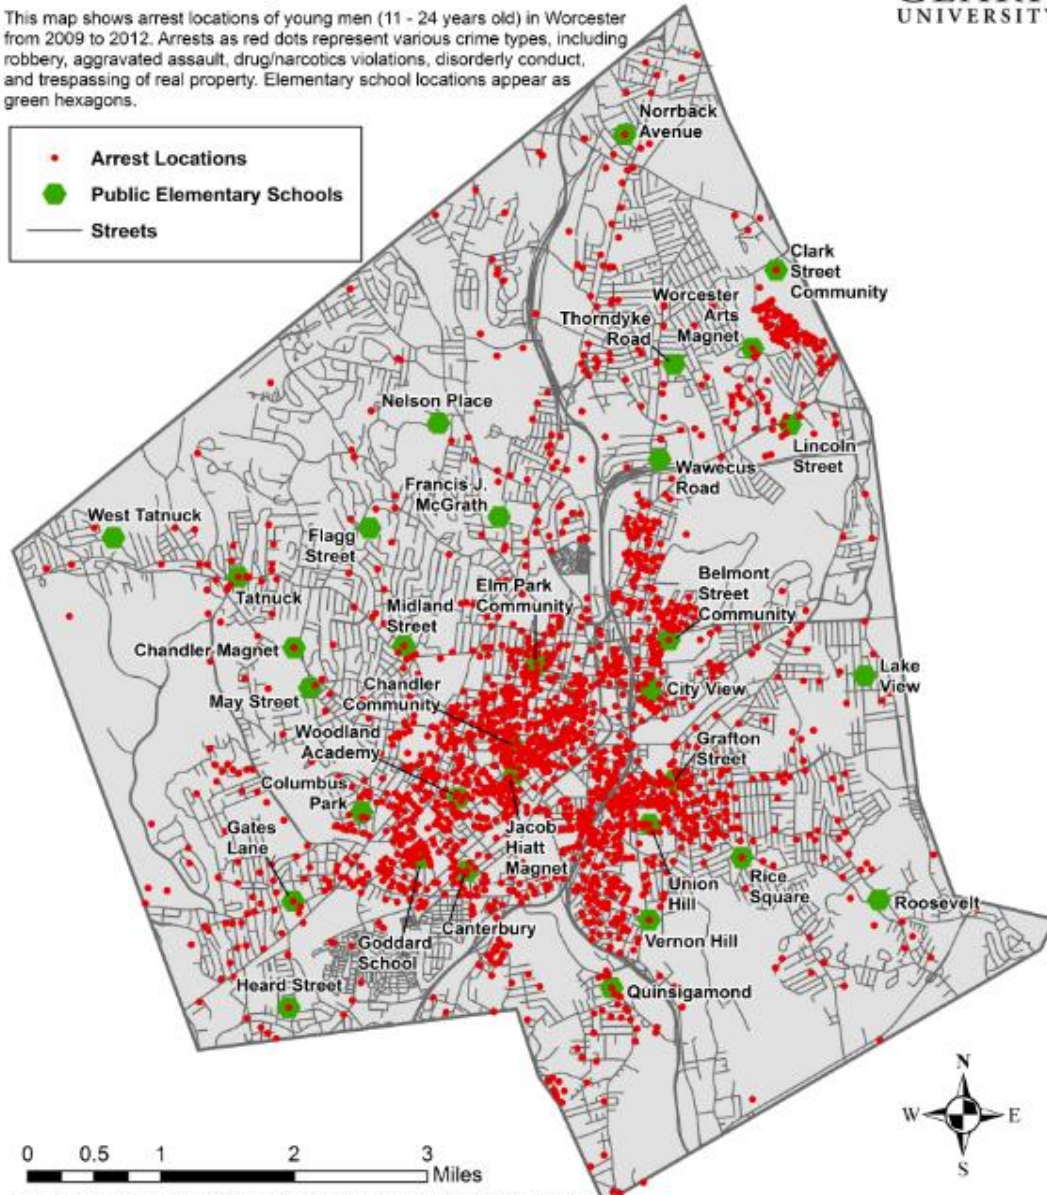 UNIVERSITY
This map shows arrest locations of young men (11 - 24 years old) in Worcester
from 2009 to 2012. Arrests as red dots represent various crime types, including
robbery, aggravated assault, drug/narcotics violations, disorderly conduct,
and trespassing of real property. Elementary school locations appear as
green hexagons.
Arrest Locations
Public Elementary Schools
Streets
Norrback
Avenue
Clark
Street
Community
Worcester
Arts
Magnet
Thorndyke
Road
Nelson Place
Lincoln
Street
Wawecus
Road
Francis J.
McGrath
West Tatnuck
Flagg
Street
Tatnuck
Elm Park
Community
Belmont
Street
Community
Midland
Street
Chandler Magnet
Lake
View
May Street
Chandler
Community
City View
Woodland
Academy
Grafton
Street
Columbus
Park
Gates
Lane
Jacob
Hiatt
Magnet
Union
Hill
Rice
Square
Roosevelt
Canterbury
Vernon Hill
Goddard
School
Heard Street
Quinsigamond
N
W
E
S
0 0.5 1 2 3
Miles